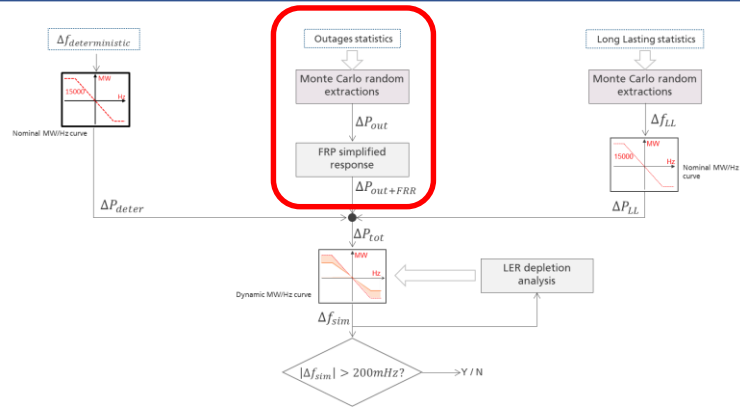 Δf_deterministic
Outages statistics
Long Lasting statistics
MW
15000
Hz
Nominal MW/Hz curve
Monte Carlo random
extractions
Monte Carlo random
extractions
ΔP_out
Δf_LL
FRP simplified
response
MW
15000
Hz
Nominal MW/Hz
curve
ΔP_out+FRR
ΔP_deter
ΔP_LL
ΔP_tot
MW
Hz
Dynamic MW/Hz curve
LER depletion
analysis
Δf_sim
|Δf_sim| > 200mHz?
Y / N